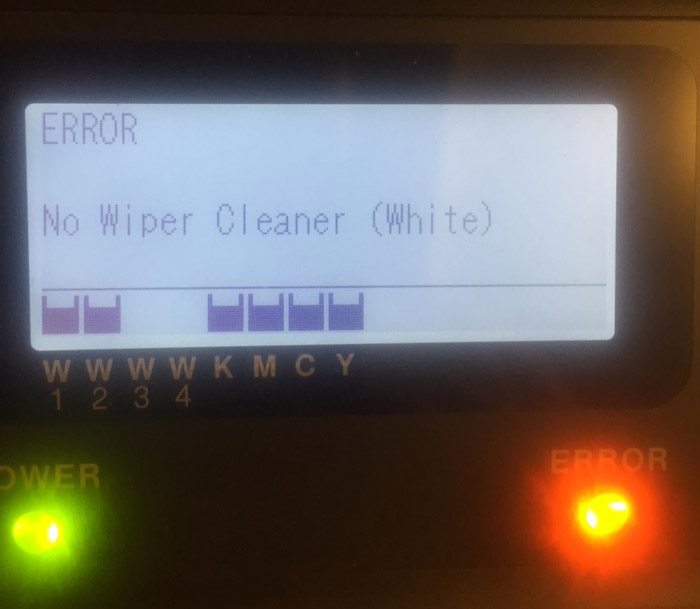 ERROR
No Wiper Cleaner (White)
W W W W K M C Y
1 2 3 4
OWER
ERROR